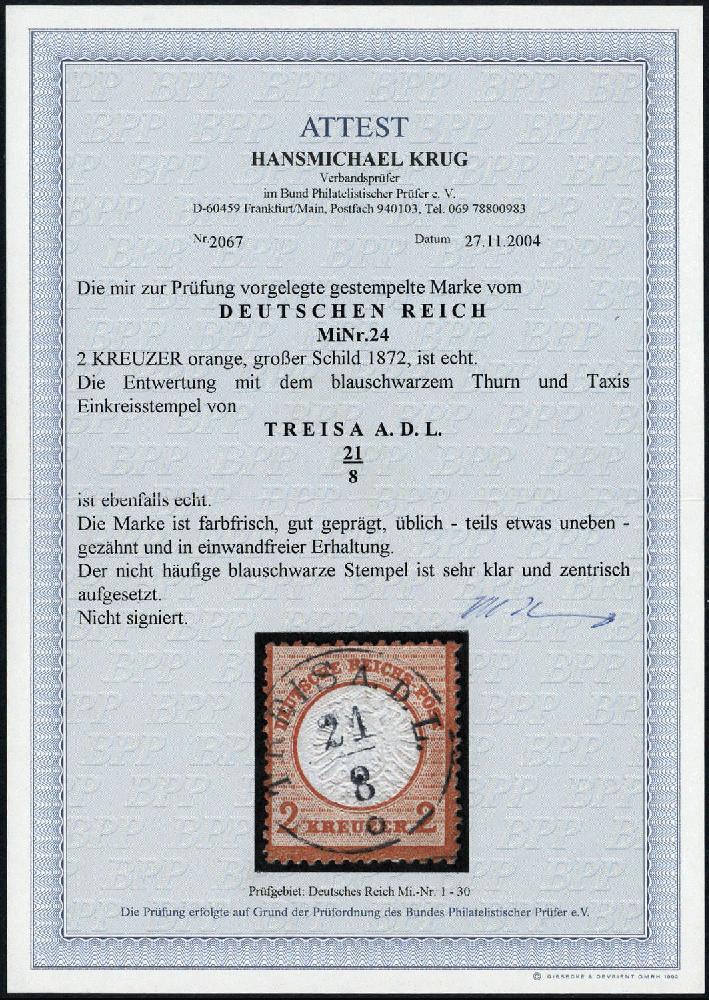 ATTEST
HANSMICHAEL KRUG
Verbandsprüfer
im Bund Philatelistischer Prüfer e. V.
D-60459 Frankfurt/Main, Postfach 940103, Tel. 069 78800983
Nr.2067 Datum 27.11.2004
Die mir zur Prüfung vorgelegte gestempelte Marke vom
DEUTSCHEN REICH
MiNr.24
2 KREUZER orange, großer Schild 1872, ist echt.
Die Entwertung mit dem blauschwarzem Thurn und Taxis
Einkreisstempel von
TREISA A. D. L.
21
8
ist ebenfalls echt.
Die Marke ist farbfrisch, gut geprägt, üblich - teils etwas uneben -
gezähnt und in einwandfreier Erhaltung.
Der nicht häufige blauschwarze Stempel ist sehr klar und zentrisch
aufgesetzt.
Nicht signiert.
TREISA A. D. L.
DEUTSCHE REICHS-POST
21
8
2 KREUZER 2
Prüfgebiet: Deutsches Reich Mi.-Nr. 1 - 30
Die Prüfung erfolgte auf Grund der Prüfordnung des Bundes Philatelistischer Prüfer e.V.
© GIESECKE & DEVRIENT GMBH 1992